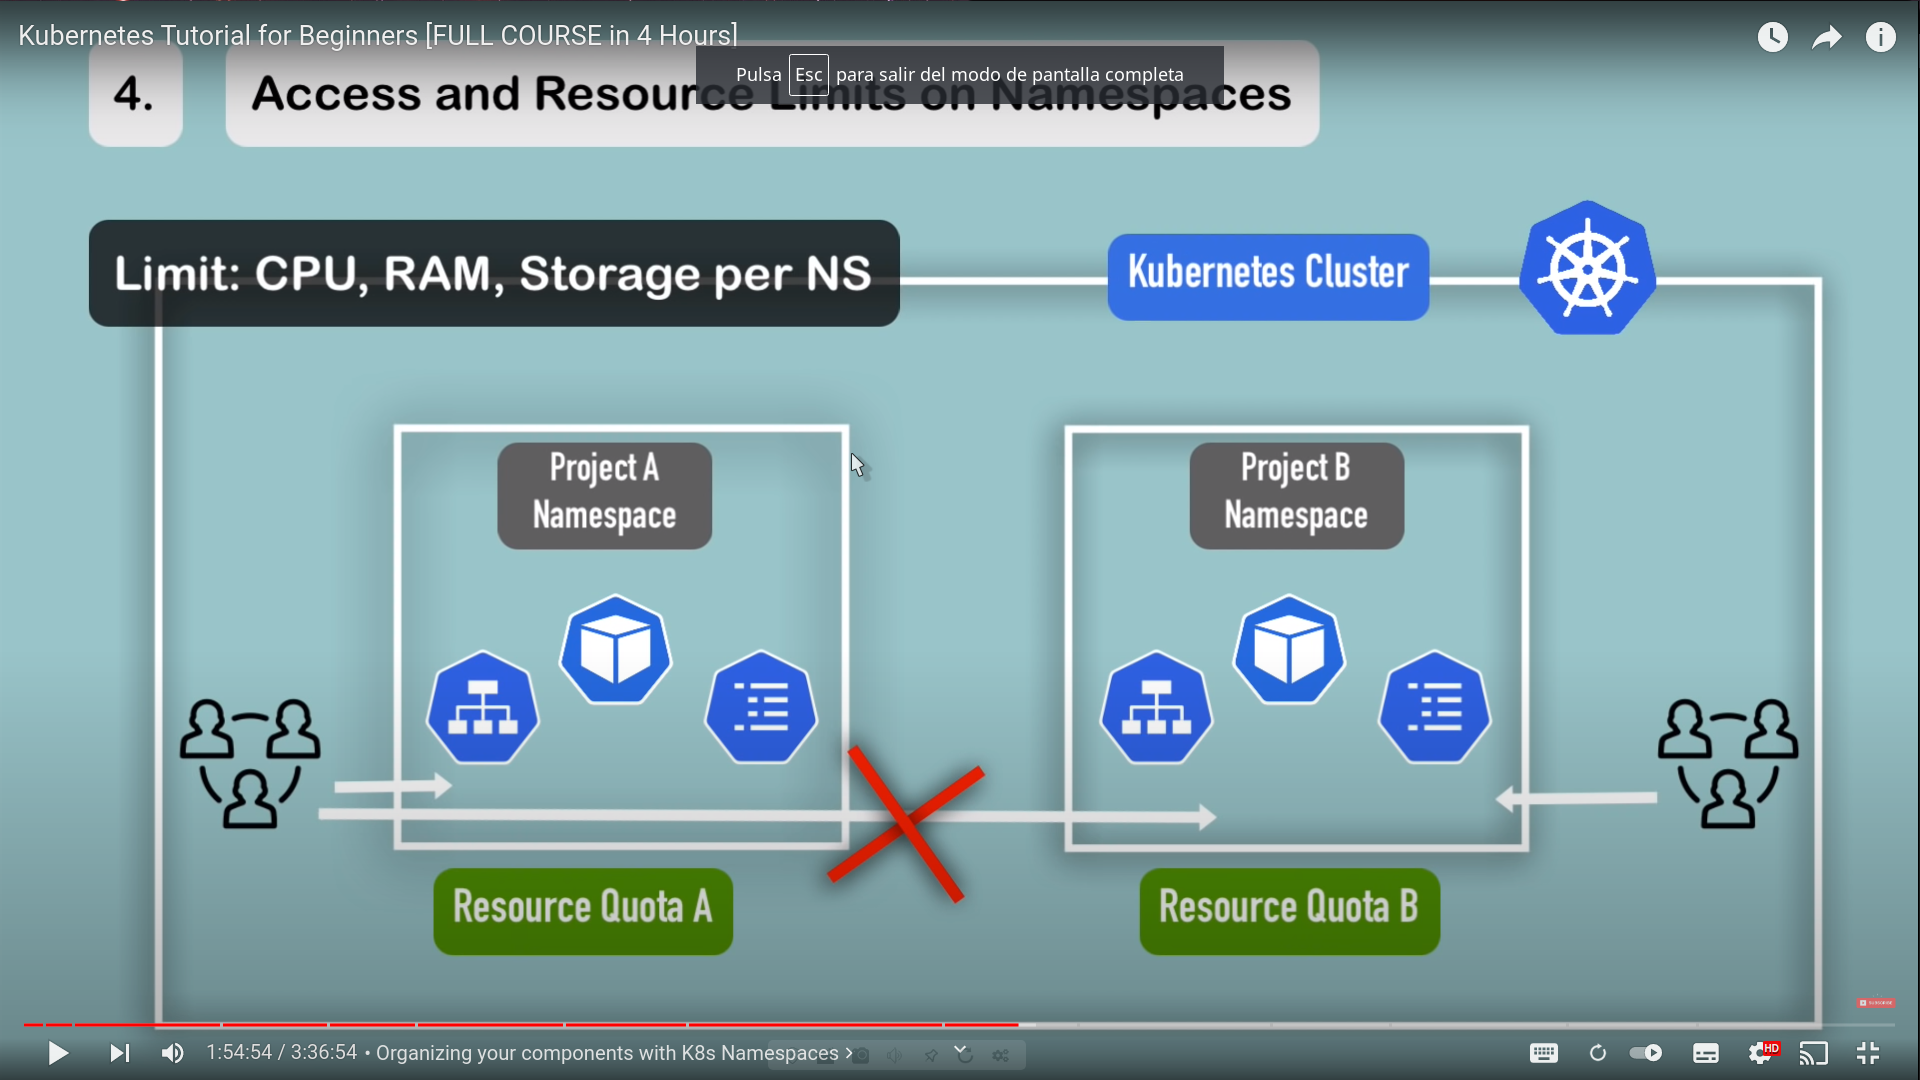 Kubernetes Tutorial for Beginners [FULL COURSE in 4 Hours]
Pulsa Esc para salir del modo de pantalla completa
4.
Access and Resource Limits on Namespaces
Limit: CPU, RAM, Storage per NS
Kubernetes Cluster
Project A
Namespace
Project B
Namespace
Resource Quota A
Resource Quota B
SUBSCRIBE
1:54:54 / 3:36:54 • Organizing your components with K8s Namespaces
HD